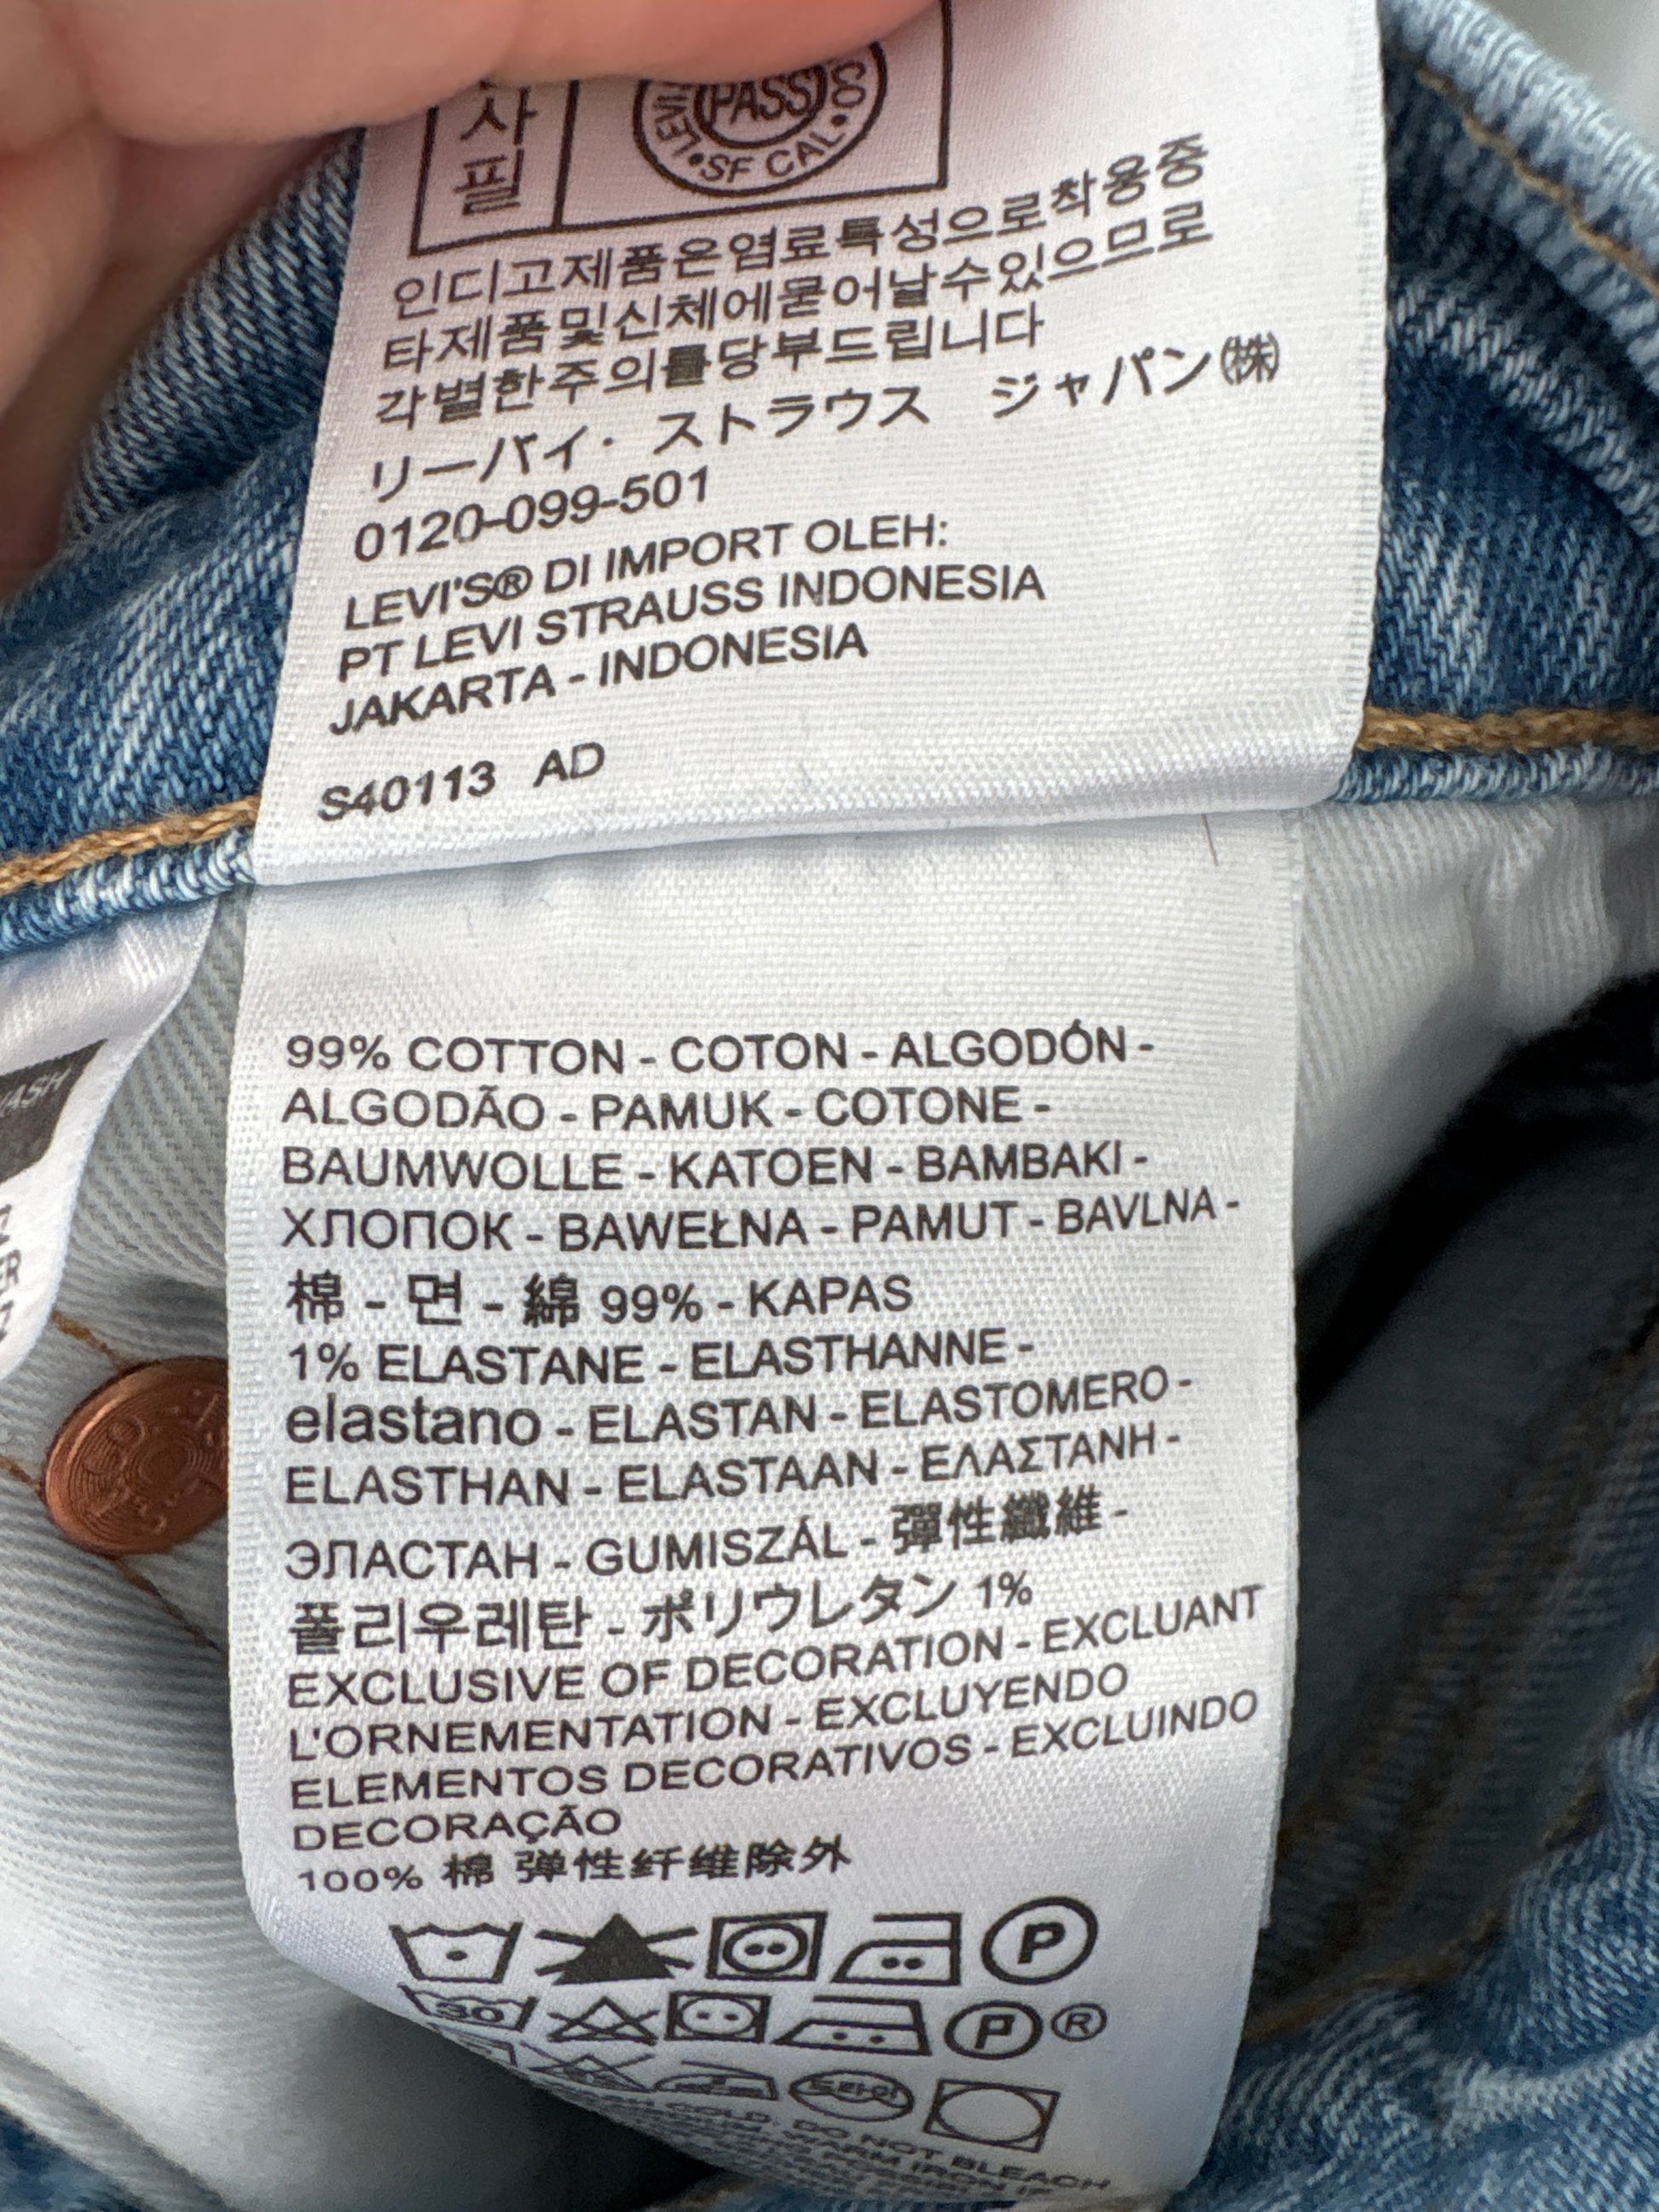 사
필
LEVI
PASS
CO
SF CAL
인디고제품은염료특성으로착용중
타제품및신체에묻어날수있으므로
각별한주의를당부드립니다
リーバイ・ストラウス ジャパン㈱
0120-099-501
LEVI'S® DI IMPORT OLEH:
PT LEVI STRAUSS INDONESIA
JAKARTA - INDONESIA
S40113 AD
99% COTTON - COTON - ALGODÓN -
ALGODÃO - PAMUK - COTONE -
BAUMWOLLE - KATOEN - BAMBAKI -
ХЛОПОК - BAWEŁNA - PAMUT - BAVLNA -
棉 - 면 - 綿 99% - KAPAS
1% ELASTANE - ELASTHANNE -
elastano - ELASTAN - ELASTOMERO -
ELASTHAN - ELASTAAN - ΕΛΑΣΤΑΝΗ -
ЭЛАСТАН - GUMISZÁL - 彈性纖維 -
폴리우레탄 - ポリウレタン 1%
EXCLUSIVE OF DECORATION - EXCLUANT
L'ORNEMENTATION - EXCLUYENDO
ELEMENTOS DECORATIVOS - EXCLUINDO
DECORAÇÃO
100% 棉 弹性纤维除外
P
30 P ®
COLD, DO NOT BLEACH
WARM IRON IF